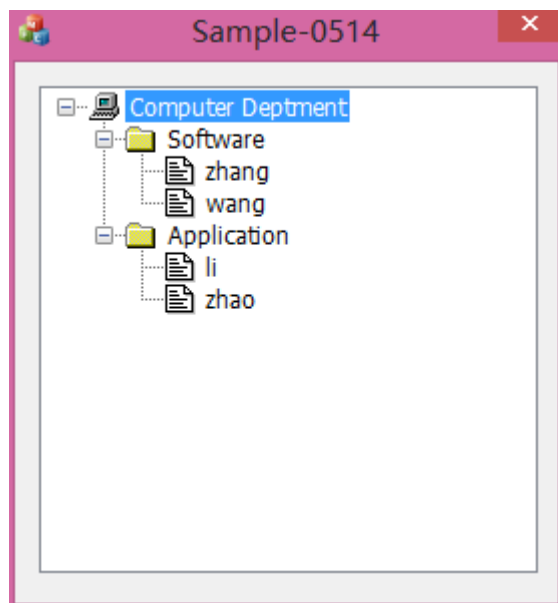 Sample-0514
Computer Deptment
Software
zhang
wang
Application
li
zhao